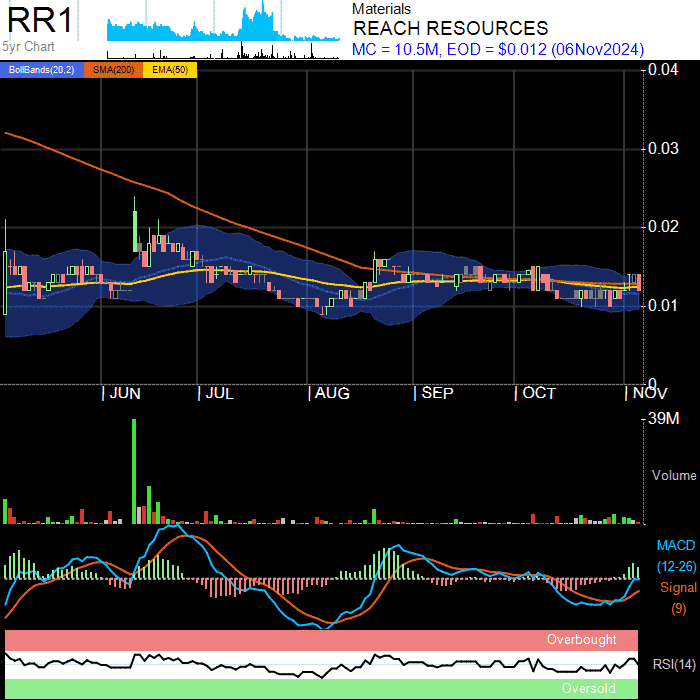 RR1
5yr Chart
Materials
REACH RESOURCES
MC = 10.5M, EOD = $0.012 (06Nov2024)
BollBands(20,2) SMA(200) EMA(50)
0.04
0.03
0.02
0.01
0
JUN JUL AUG SEP OCT NOV
39M
Volume
MACD
(12-26)
Signal
(9)
Overbought
RSI(14)
Oversold